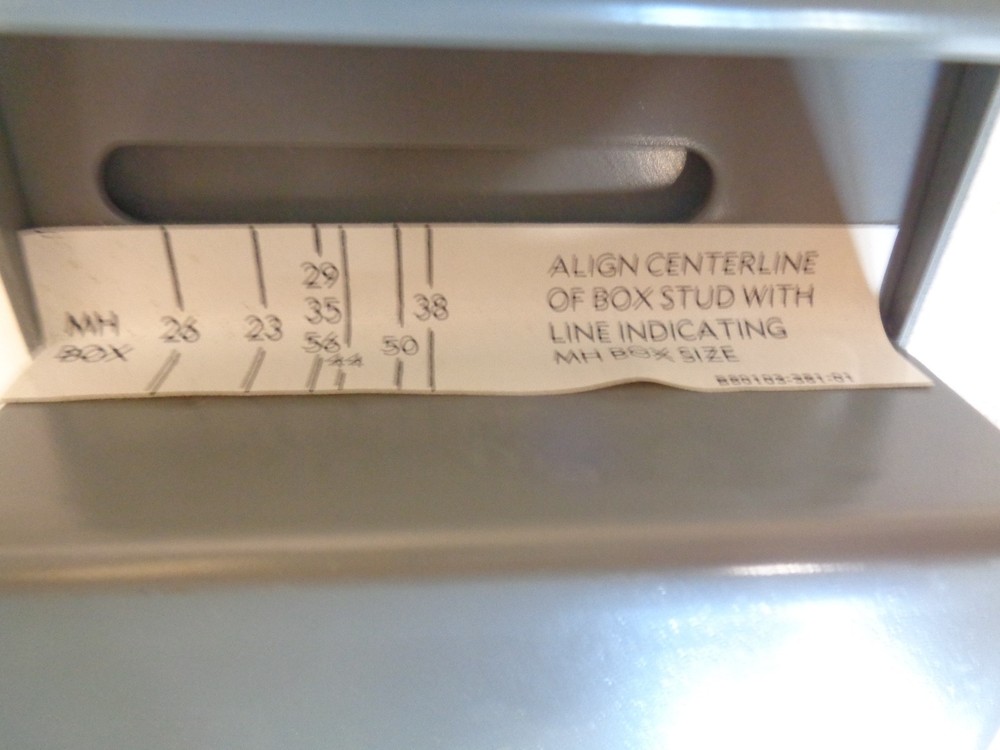 29
35 38
MH 26 23
BOX 56 44 50
ALIGN CENTERLINE
OF BOX STUD WITH
LINE INDICATING
MH BOX SIZE